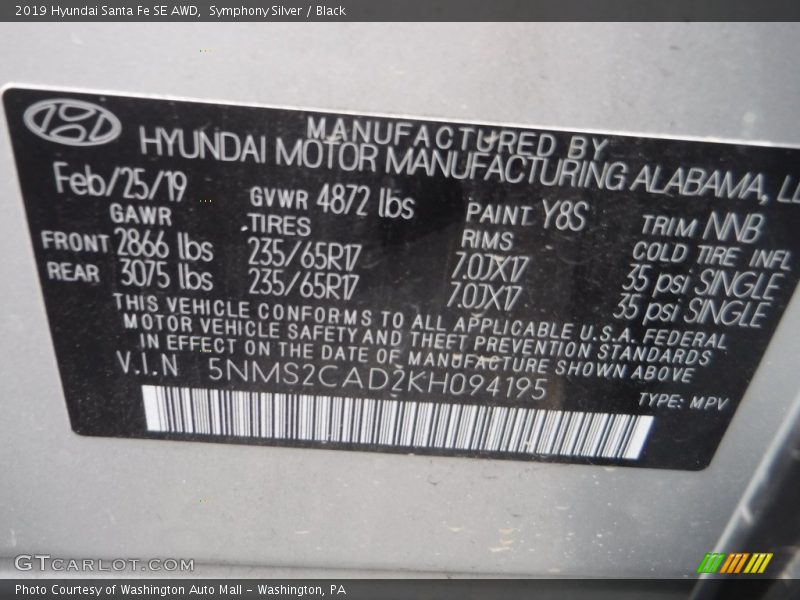 2019 Hyundai Santa Fe SE AWD,  Symphony Silver / Black
MANUFACTURED BY
HYUNDAI MOTOR MANUFACTURING ALABAMA, LL
Feb/25/19 GVWR 4872 lbs PAINT Y8S TRIM NNB
GAWR TIRES RIMS COLD TIRE INFL
FRONT 2866 lbs 235/65R17 7.0JX17 35 psi SINGLE
REAR 3075 lbs 235/65R17 7.0JX17 35 psi SINGLE
THIS VEHICLE CONFORMS TO ALL APPLICABLE U.S.A. FEDERAL
MOTOR VEHICLE SAFETY AND THEFT PREVENTION STANDARDS
IN EFFECT ON THE DATE OF MANUFACTURE SHOWN ABOVE
V.I.N 5NMS2CAD2KH094195 TYPE: MPV
GTCARLOT.COM
Photo Courtesy of Washington Auto Mall - Washington, PA